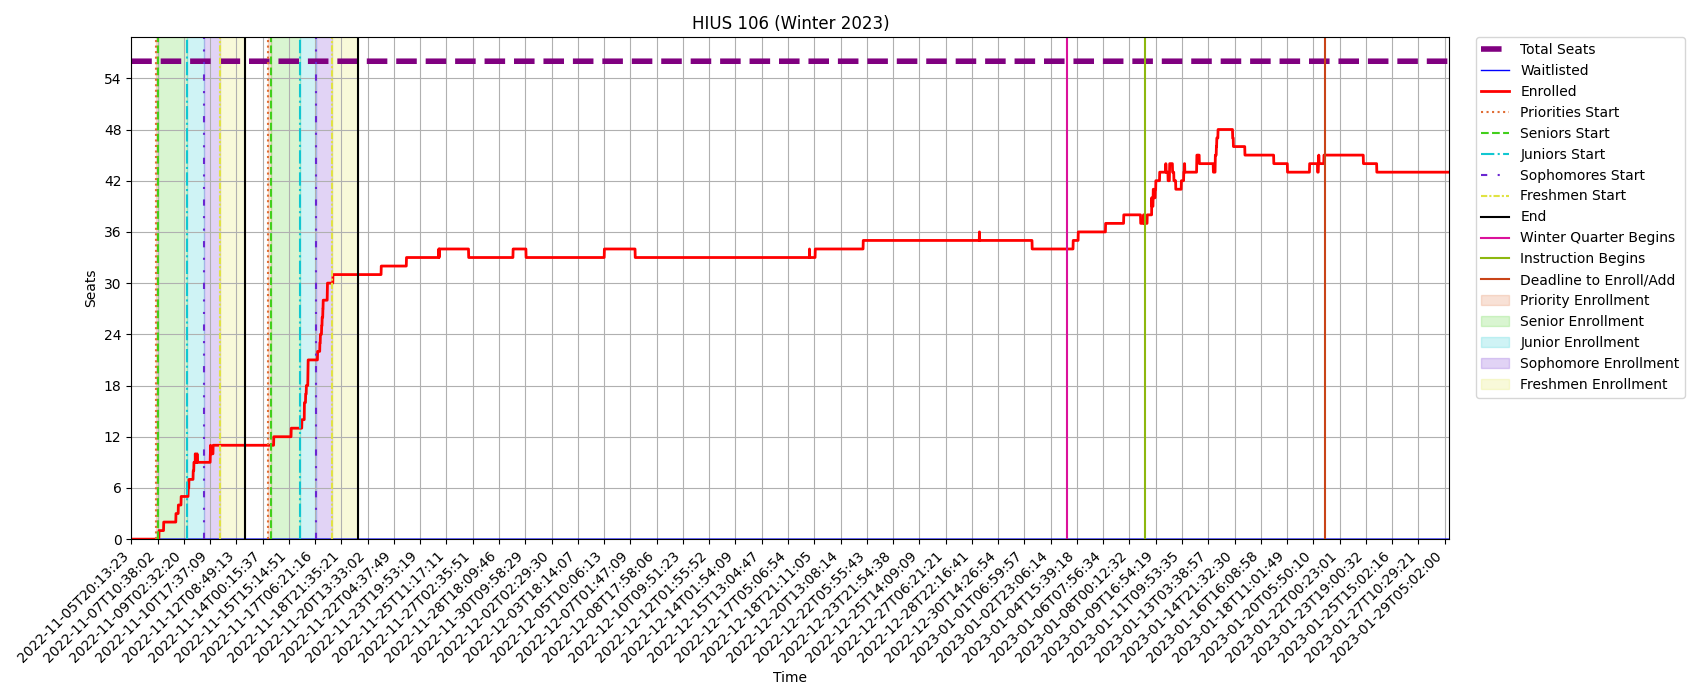 HIUS 106 (Winter 2023)
Seats
54
48
42
36
30
24
18
12
6
0
2022-11-05T20:13:23
2022-11-07T10:38:02
2022-11-09T02:32:20
2022-11-10T17:37:09
2022-11-12T08:49:13
2022-11-14T00:15:37
2022-11-15T15:14:51
2022-11-17T06:21:16
2022-11-18T21:35:21
2022-11-20T13:33:02
2022-11-22T04:37:49
2022-11-23T19:53:19
2022-11-25T11:17:11
2022-11-27T02:35:51
2022-11-28T18:09:46
2022-11-30T09:58:29
2022-12-02T02:29:30
2022-12-03T18:14:07
2022-12-05T10:06:13
2022-12-07T01:47:09
2022-12-08T17:58:06
2022-12-10T09:51:23
2022-12-12T01:55:52
2022-12-14T01:54:09
2022-12-15T13:04:47
2022-12-17T05:06:54
2022-12-18T21:11:05
2022-12-20T13:08:14
2022-12-22T05:55:43
2022-12-23T21:54:38
2022-12-25T14:09:09
2022-12-27T06:21:21
2022-12-28T22:16:41
2022-12-30T14:26:54
2023-01-01T06:59:57
2023-01-02T23:06:14
2023-01-04T15:39:18
2023-01-06T07:56:34
2023-01-08T00:12:32
2023-01-09T16:54:19
2023-01-11T09:53:35
2023-01-13T03:38:57
2023-01-14T21:32:30
2023-01-16T16:08:58
2023-01-18T11:01:49
2023-01-20T05:50:10
2023-01-22T00:23:01
2023-01-23T19:00:32
2023-01-25T15:02:16
2023-01-27T10:29:21
2023-01-29T05:02:00
Time
Total Seats
Waitlisted
Enrolled
Priorities Start
Seniors Start
Juniors Start
Sophomores Start
Freshmen Start
End
Winter Quarter Begins
Instruction Begins
Deadline to Enroll/Add
Priority Enrollment
Senior Enrollment
Junior Enrollment
Sophomore Enrollment
Freshmen Enrollment